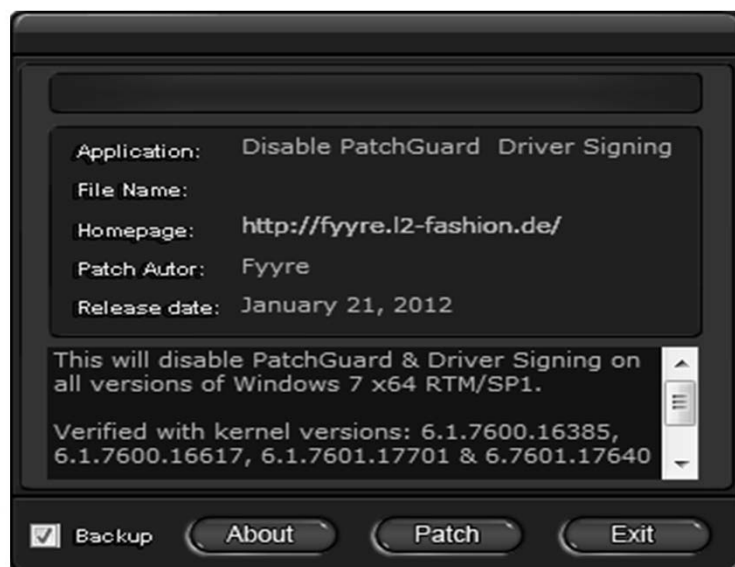 Application: Disable PatchGuard Driver Signing
File Name:
Homepage: http://fyyre.l2-fashion.de/
Patch Autor: Fyyre
Release date: January 21, 2012
This will disable PatchGuard & Driver Signing on
all versions of Windows 7 x64 RTM/SP1.
Verified with kernel versions: 6.1.7600.16385,
6.1.7600.16617, 6.1.7601.17701 & 6.7601.17640
Backup About Patch Exit